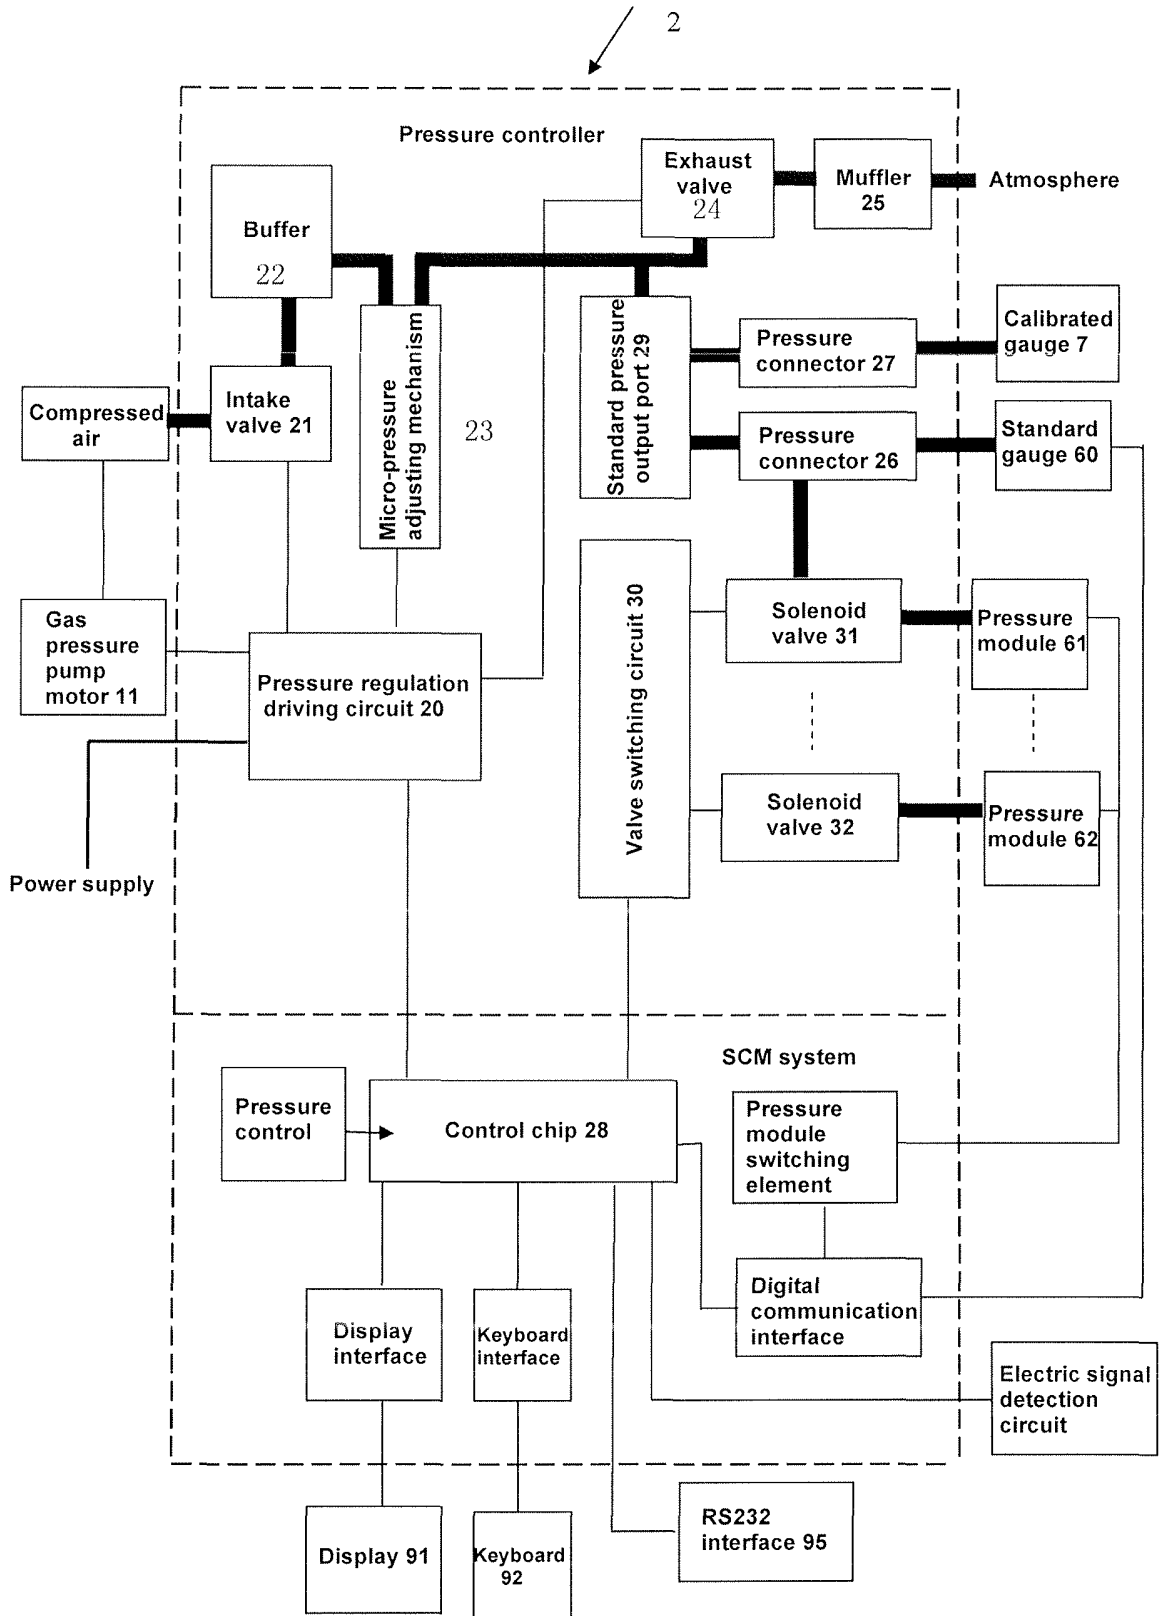 2
Pressure controller
Exhaust
valve
24
Muffler
25
Atmosphere
Buffer
22
Micro-pressure
adjusting mechanism
23
Standard pressure
output port 29
Pressure
connector 27
Calibrated
gauge 7
Compressed
air
Intake
valve 21
Pressure
connector 26
Standard
gauge 60
Gas
pressure
pump
motor 11
Pressure regulation
driving circuit 20
Valve switching circuit 30
Solenoid
valve 31
Pressure
module 61
Solenoid
valve 32
Pressure
module 62
Power supply
SCM system
Pressure
control
Control chip 28
Pressure
module
switching
element
Digital
communication
interface
Display
interface
Keyboard
interface
Electric signal
detection
circuit
Display 91
Keyboard
92
RS232
interface 95